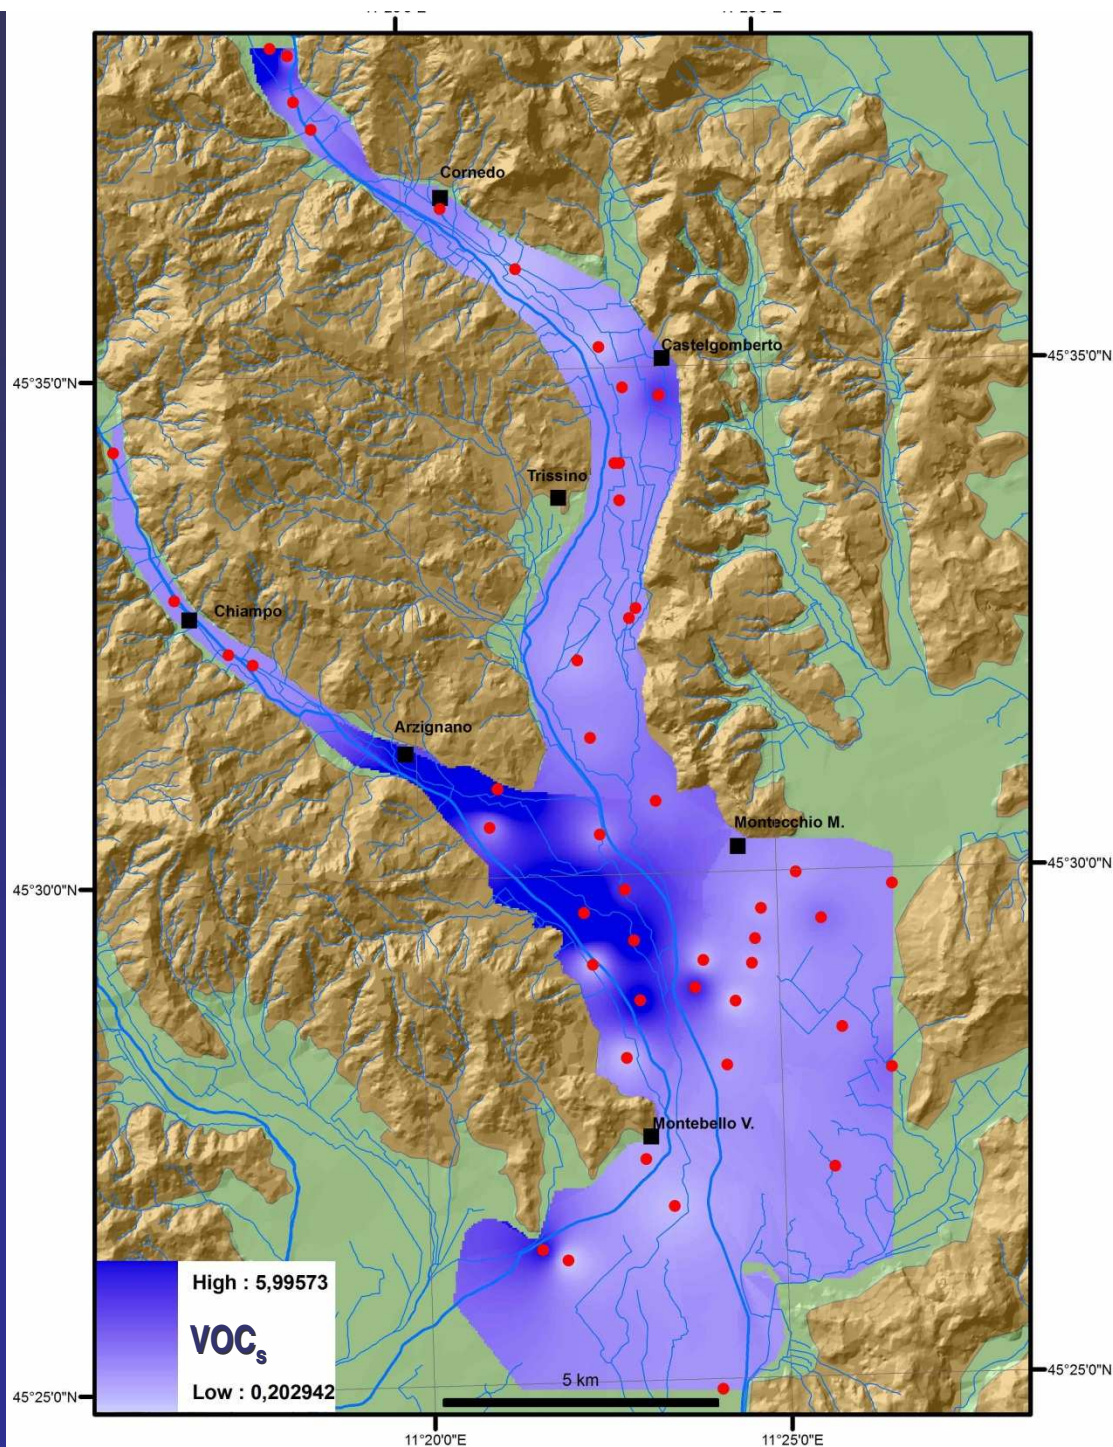 Cornedo
Castelgomberto
45°35'0"N
45°35'0"N
Trissino
Chiampo
Arzignano
Montecchio M.
45°30'0"N
45°30'0"N
Montebello V.
High : 5,99573
VOCs
Low : 0,202942
5 km
45°25'0"N
45°25'0"N
11°20'0"E
11°25'0"E